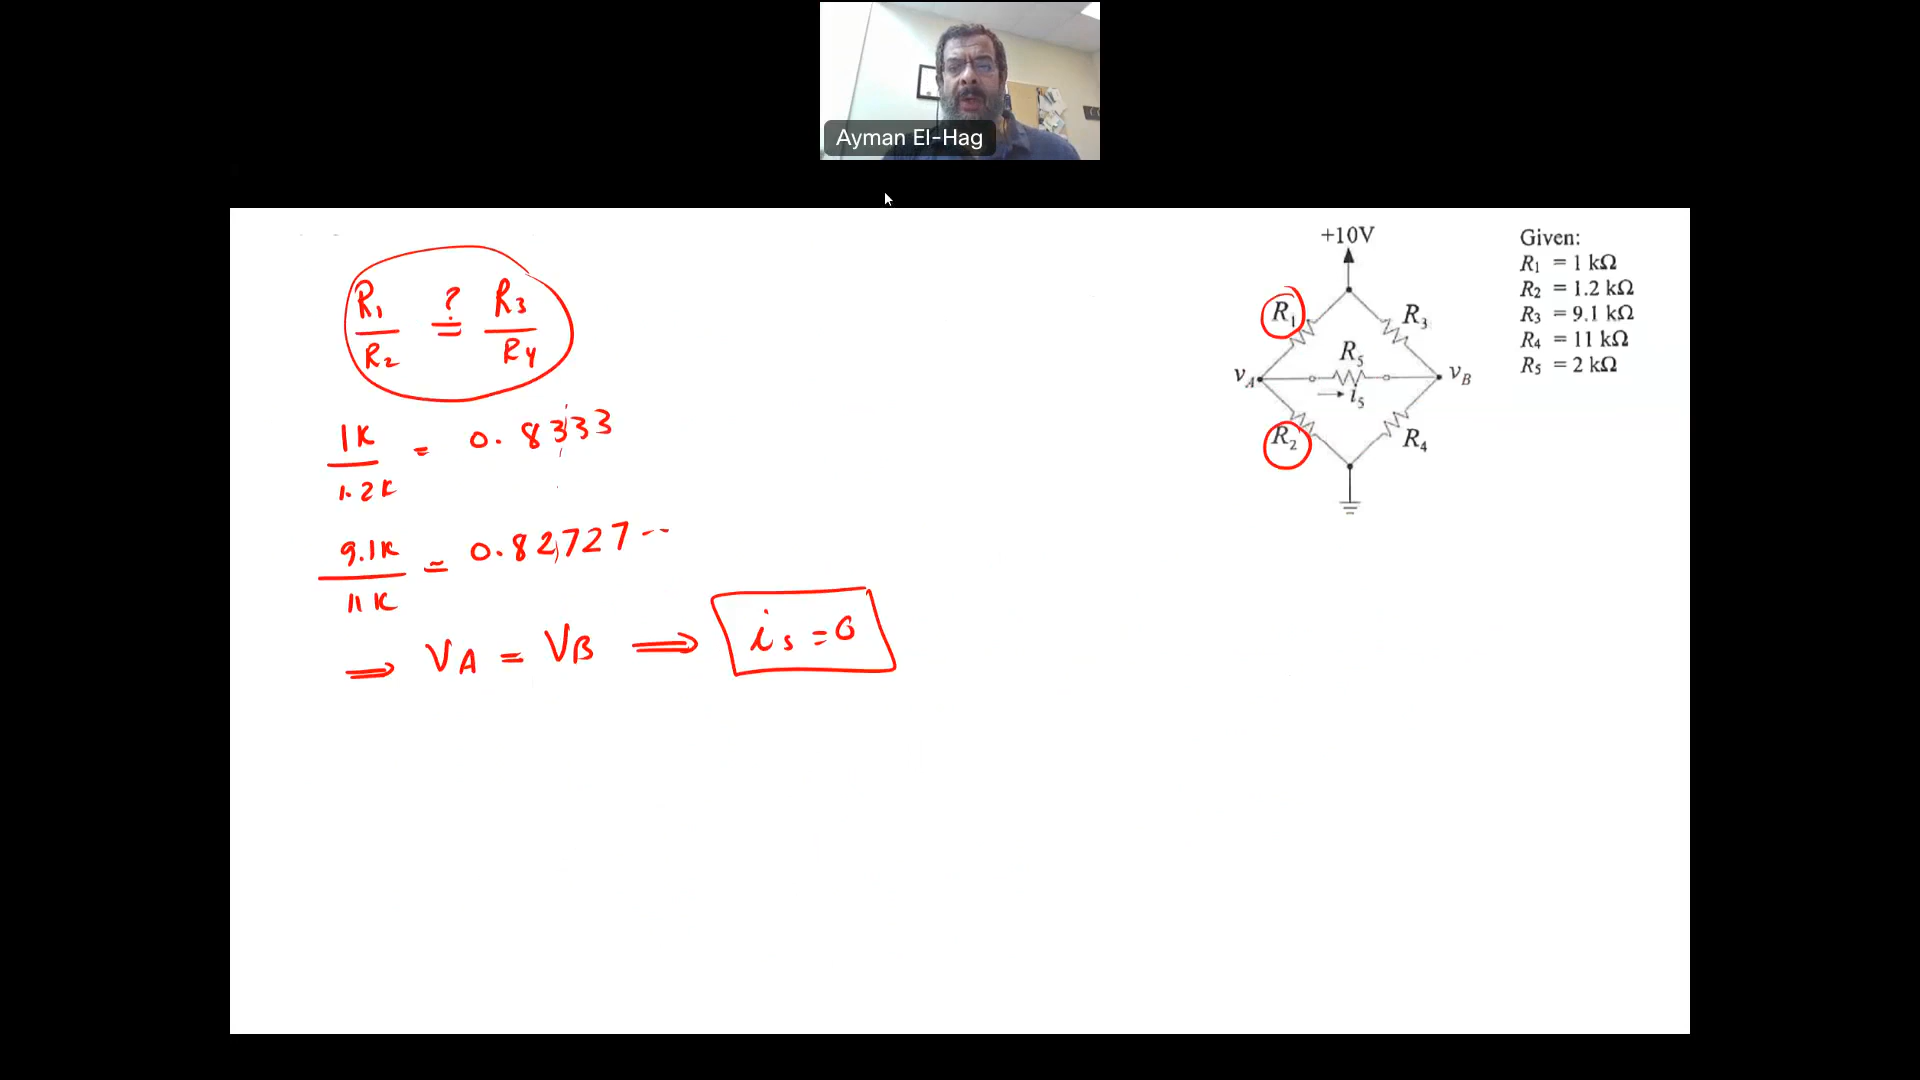 Ayman El-Hag
R1 ? R3
— = —
R2 R4
1K
— = 0.8333
1.2K
9.1K
— = 0.82727--
11K
⇒ VA = VB ⇒ i5 = 0
+10V
R1
R3
R5
vA
vB
i5
R2
R4
Given:
R1 = 1 kΩ
R2 = 1.2 kΩ
R3 = 9.1 kΩ
R4 = 11 kΩ
R5 = 2 kΩ